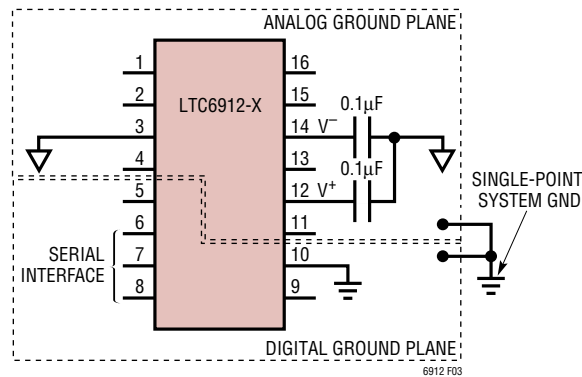 ANALOG GROUND PLANE
1
16
2
15
LTC6912-X
0.1µF
3
14 V−
4
13
0.1µF
5
12 V+
SINGLE-POINT
SYSTEM GND
6
11
SERIAL
INTERFACE
7
10
8
9
DIGITAL GROUND PLANE
6912 F03